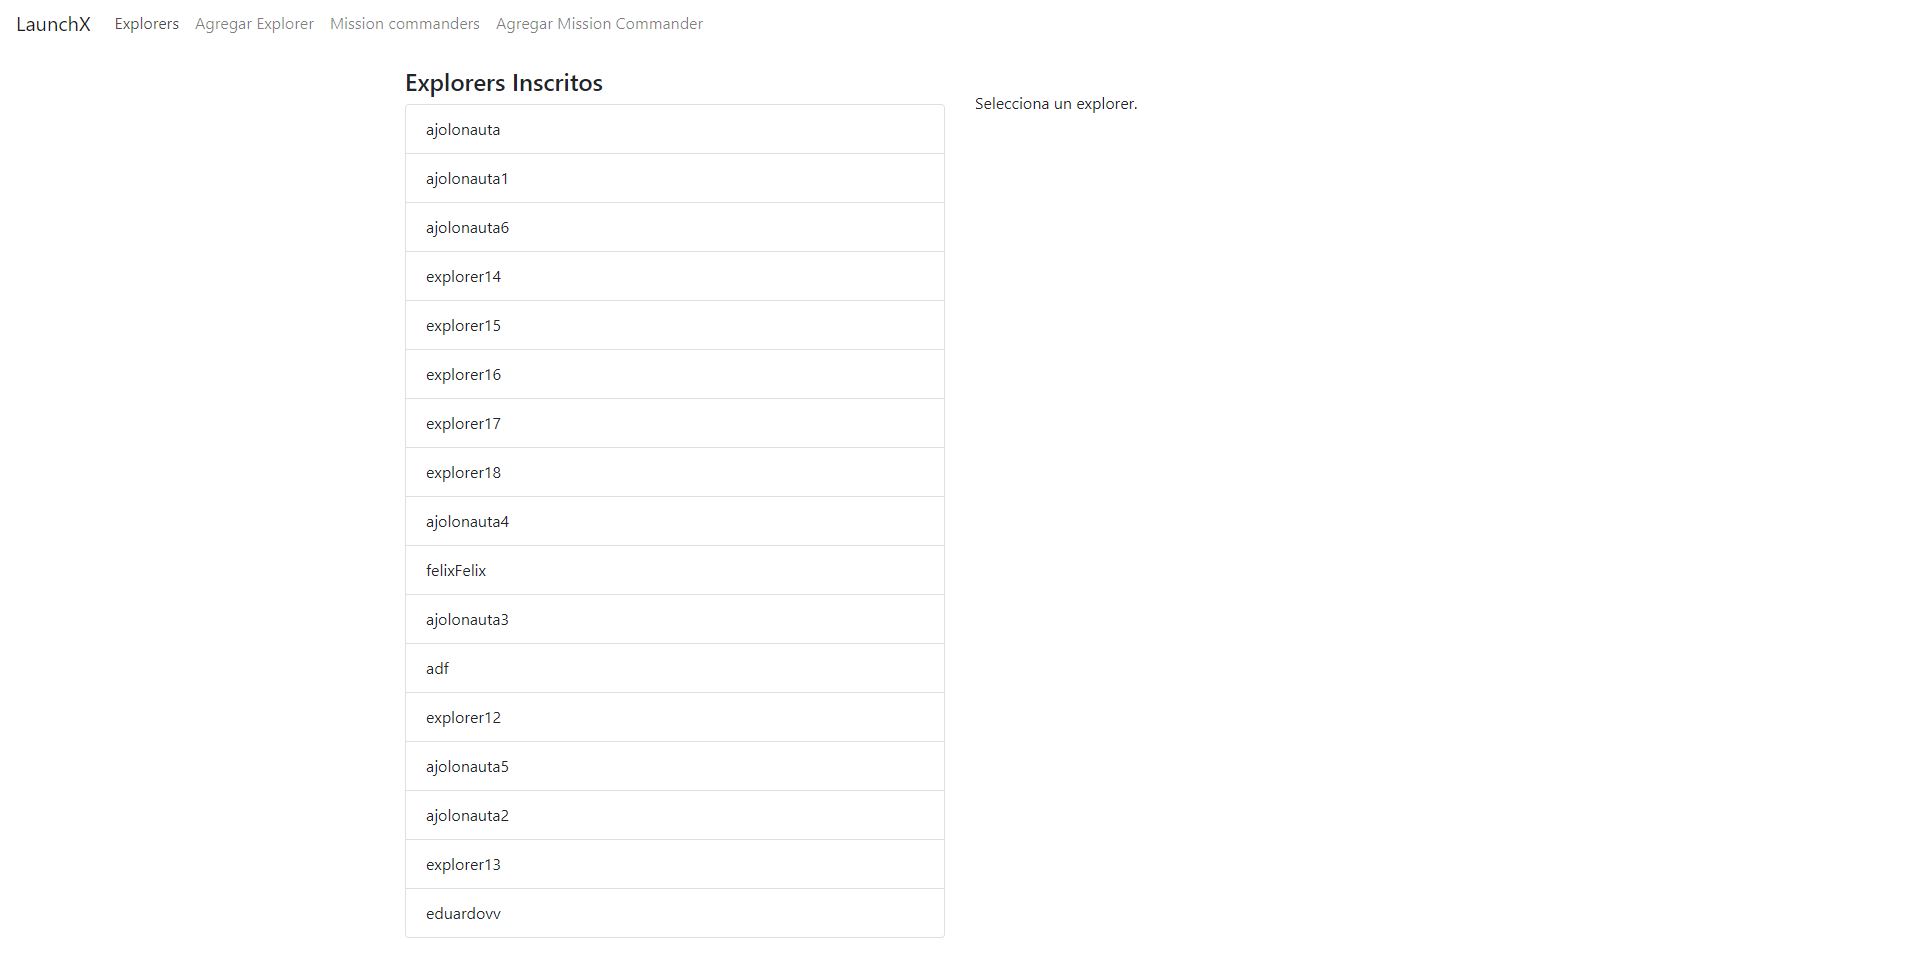 LaunchX Explorers Agregar Explorer Mission commanders Agregar Mission Commander
Explorers Inscritos
ajolonauta
ajolonauta1
ajolonauta6
explorer14
explorer15
explorer16
explorer17
explorer18
ajolonauta4
felixFelix
ajolonauta3
adf
explorer12
ajolonauta5
ajolonauta2
explorer13
eduardovv
Selecciona un explorer.